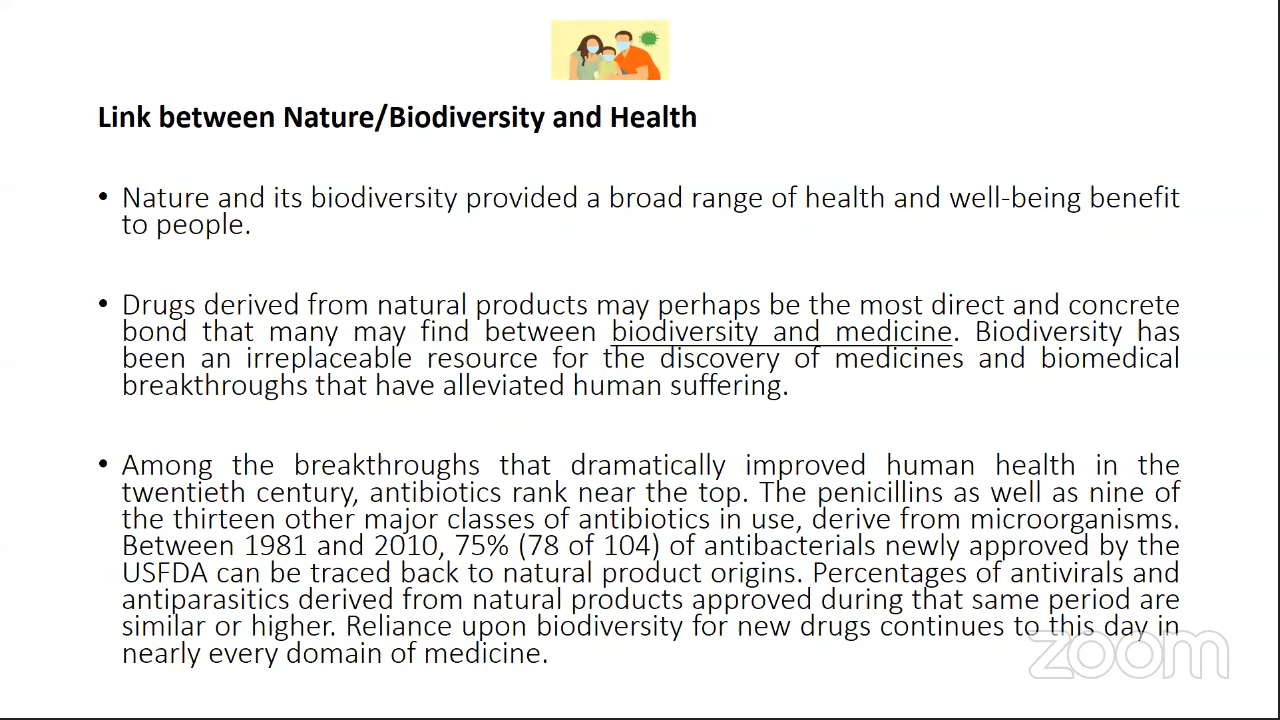 Link between Nature/Biodiversity and Health
• Nature and its biodiversity provided a broad range of health and well-being benefit
to people.
• Drugs derived from natural products may perhaps be the most direct and concrete
bond that many may find between biodiversity and medicine. Biodiversity has
been an irreplaceable resource for the discovery of medicines and biomedical
breakthroughs that have alleviated human suffering.
• Among the breakthroughs that dramatically improved human health in the
twentieth century, antibiotics rank near the top. The penicillins as well as nine of
the thirteen other major classes of antibiotics in use, derive from microorganisms.
Between 1981 and 2010, 75% (78 of 104) of antibacterials newly approved by the
USFDA can be traced back to natural product origins. Percentages of antivirals and
antiparasitics derived from natural products approved during that same period are
similar or higher. Reliance upon biodiversity for new drugs continues to this day in
nearly every domain of medicine.
zoom